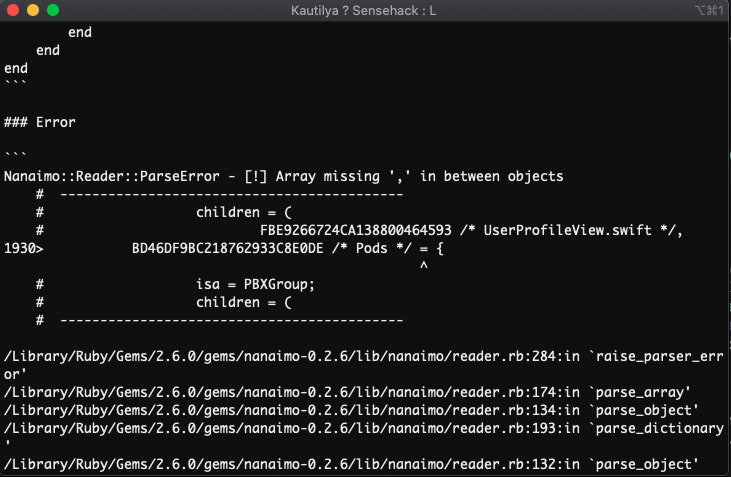 Kautilya ? Sensehack : L
⌥⌘1
end
end
end
```
### Error
```
Nanaimo::Reader::ParseError - [!] Array missing ',' in between objects
# -------------------------------------------
# children = (
# FBE9266724CA138800464593 /* UserProfileView.swift */,
1930> BD46DF9BC218762933C8E0DE /* Pods */ = {
^
# isa = PBXGroup;
# children = (
# -------------------------------------------
/Library/Ruby/Gems/2.6.0/gems/nanaimo-0.2.6/lib/nanaimo/reader.rb:284:in `raise_parser_err
or'
/Library/Ruby/Gems/2.6.0/gems/nanaimo-0.2.6/lib/nanaimo/reader.rb:174:in `parse_array'
/Library/Ruby/Gems/2.6.0/gems/nanaimo-0.2.6/lib/nanaimo/reader.rb:134:in `parse_object'
/Library/Ruby/Gems/2.6.0/gems/nanaimo-0.2.6/lib/nanaimo/reader.rb:193:in `parse_dictionary
'
/Library/Ruby/Gems/2.6.0/gems/nanaimo-0.2.6/lib/nanaimo/reader.rb:132:in `parse_object'